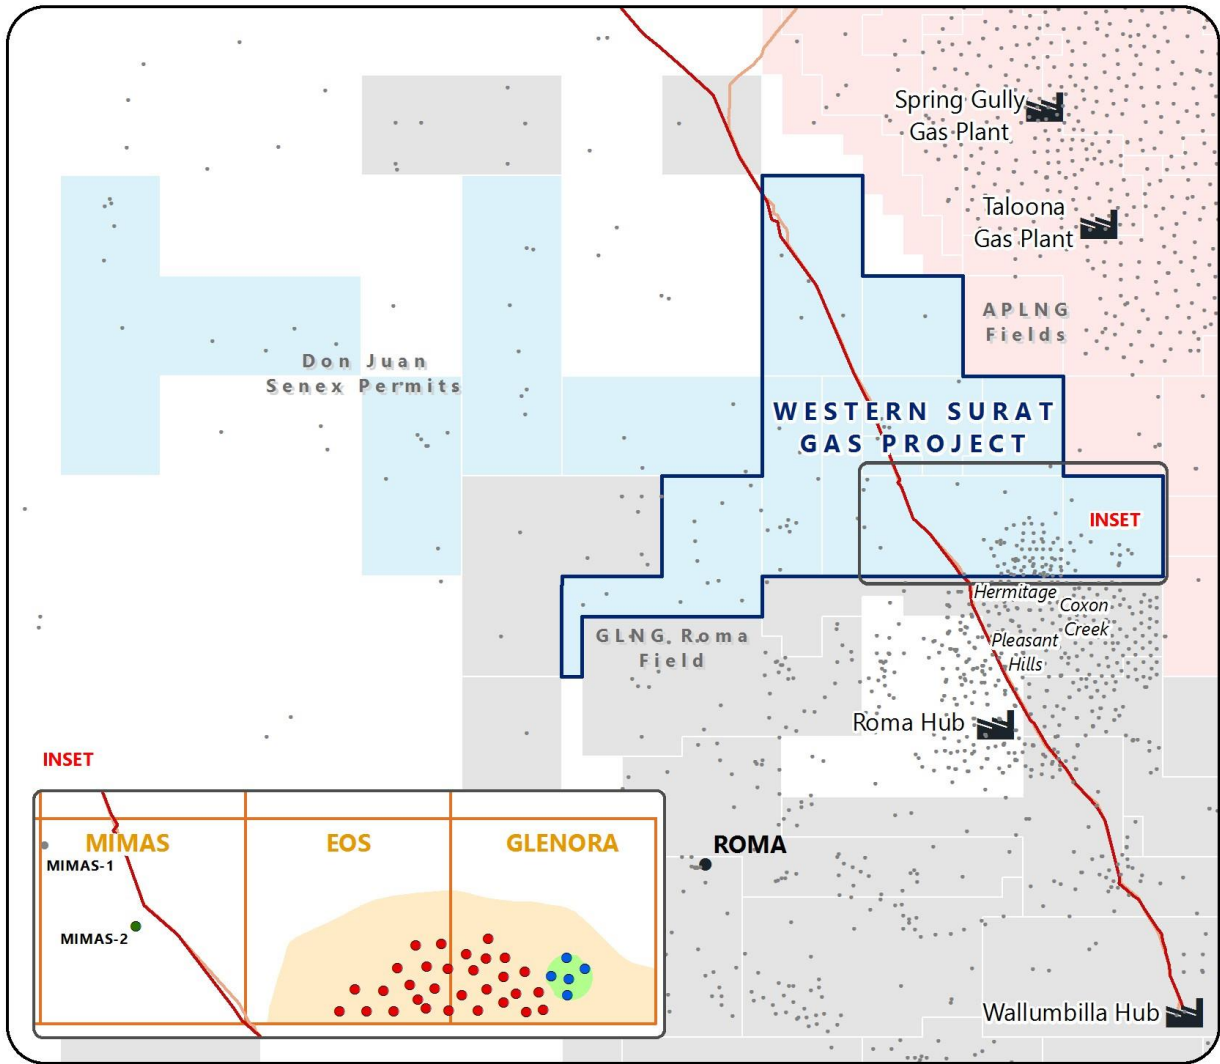 Spring Gully
Gas Plant
Taloona
Gas Plant
APLNG
Fields
Don Juan
Senex Permits
WESTERN SURAT
GAS PROJECT
INSET
Hermitage
Coxon
Creek
Pleasant
Hills
GLNG Roma
Field
Roma Hub
INSET
MIMAS
EOS
GLENORA
MIMAS-1
MIMAS-2
ROMA
Wallumbilla Hub